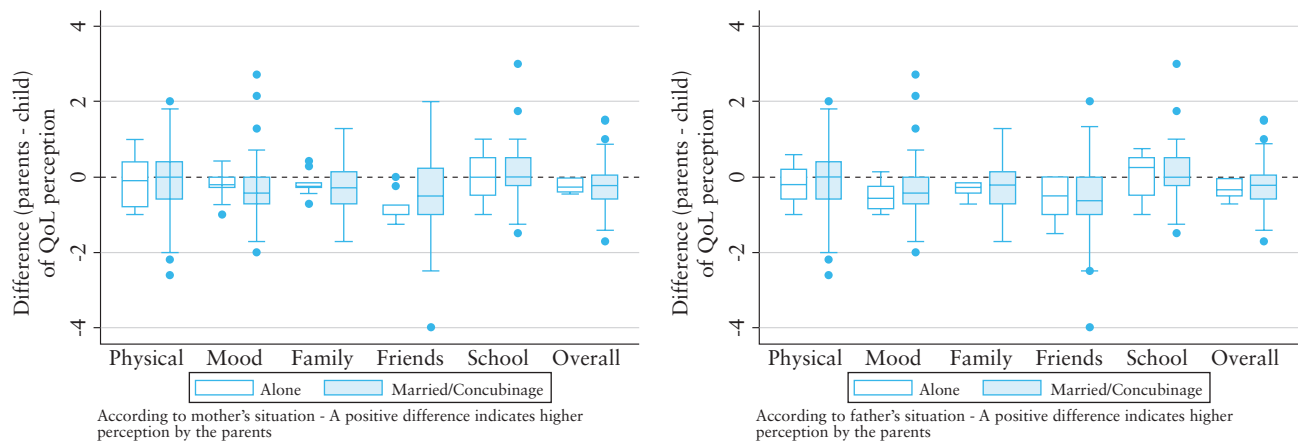 Difference (parents - child)
of QoL perception
4
2
0
-2
-4
Physical Mood Family Friends School Overall
Alone Married/Concubinage
According to mother's situation - A positive difference indicates higher
perception by the parents
Difference (parents - child)
of QoL perception
4
2
0
-2
-4
Physical Mood Family Friends School Overall
Alone Married/Concubinage
According to father's situation - A positive difference indicates higher
perception by the parents